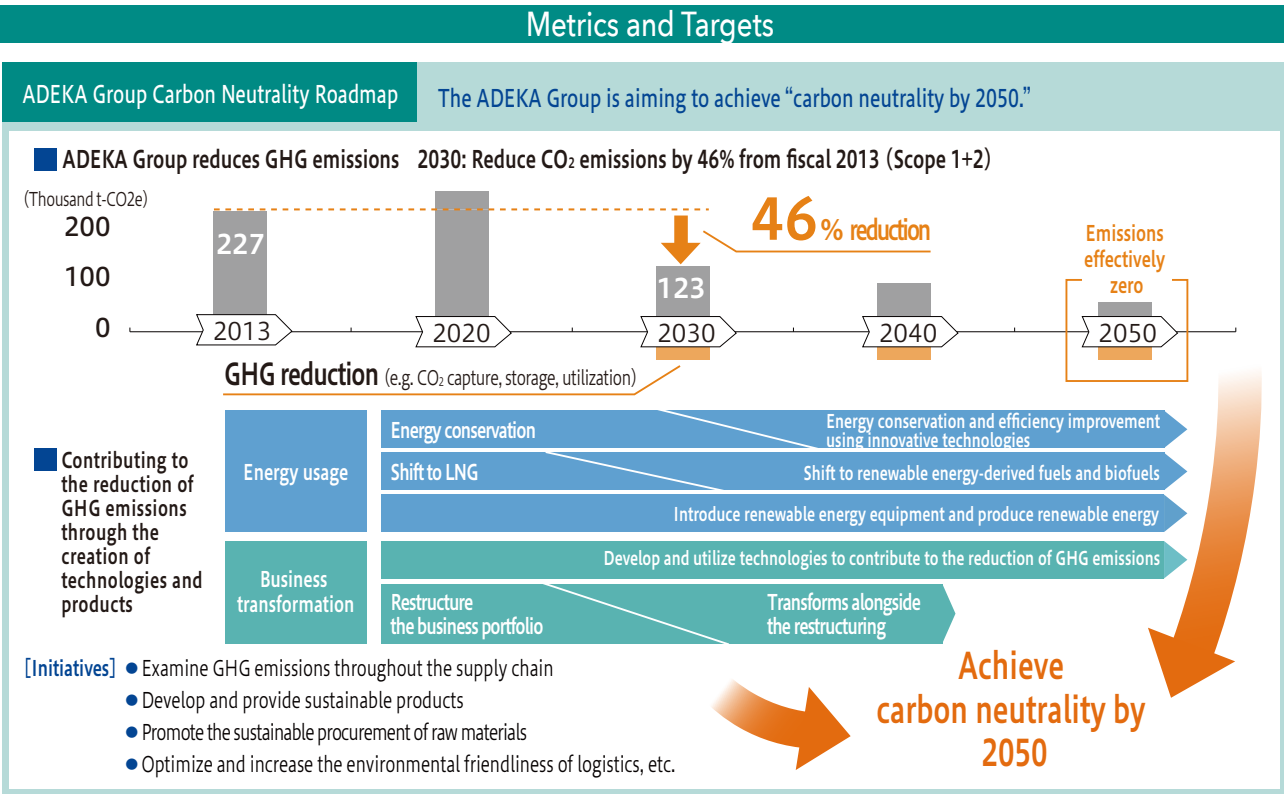 Metrics and Targets
ADEKA Group Carbon Neutrality Roadmap
The ADEKA Group is aiming to achieve “carbon neutrality by 2050.”
ADEKA Group reduces GHG emissions 2030: Reduce CO₂ emissions by 46% from fiscal 2013 (Scope 1+2)
(Thousand t-CO2e)
200
100
0
227
123
46% reduction
Emissions
effectively
zero
2013
2020
2030
2040
2050
GHG reduction (e.g. CO₂ capture, storage, utilization)
Contributing to
the reduction of
GHG emissions
through the
creation of
technologies and
products
Energy usage
Energy conservation
Energy conservation and efficiency improvement
using innovative technologies
Shift to LNG
Shift to renewable energy-derived fuels and biofuels
Introduce renewable energy equipment and produce renewable energy
Business
transformation
Develop and utilize technologies to contribute to the reduction of GHG emissions
Restructure
the business portfolio
Transforms alongside
the restructuring
[Initiatives] ● Examine GHG emissions throughout the supply chain
● Develop and provide sustainable products
● Promote the sustainable procurement of raw materials
● Optimize and increase the environmental friendliness of logistics, etc.
Achieve
carbon neutrality by
2050